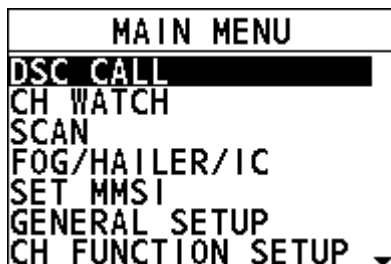 MAIN MENU
DSC CALL
CH WATCH
SCAN
FOG/HAILER/IC
SET MMSI
GENERAL SETUP
CH FUNCTION SETUP